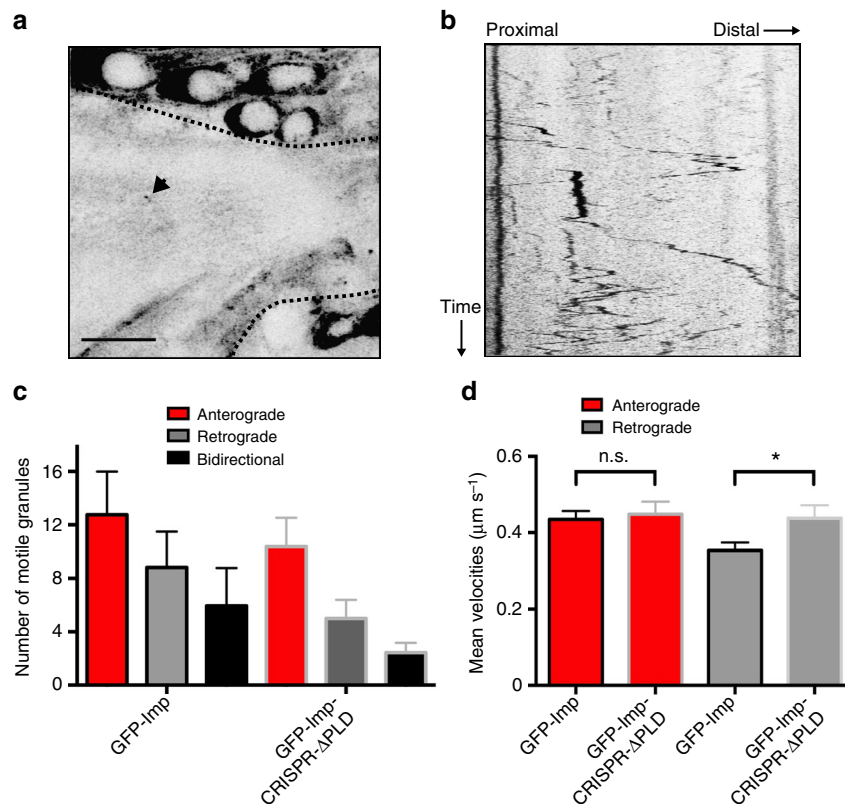 a
b
Proximal
Distal
Time
c
Anterograde
Retrograde
Bidirectional
Number of motile granules
16
12
8
4
0
GFP-Imp
GFP-Imp-
CRISPR-ΔPLD
d
Anterograde
Retrograde
Mean velocities (μm s⁻¹)
0.6
0.4
0.2
0
n.s.
*
GFP-Imp
GFP-Imp-
CRISPR-ΔPLD
GFP-Imp
GFP-Imp-
CRISPR-ΔPLD